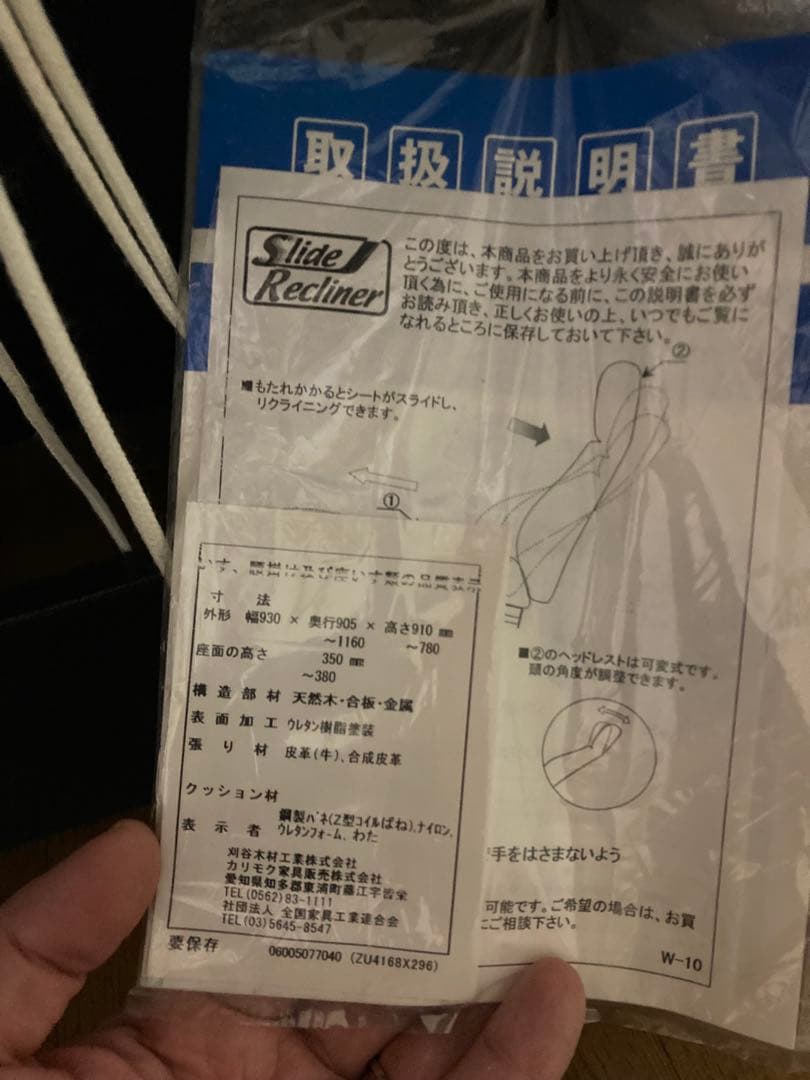 取扱説明書
Slide Recliner
この度は、本商品をお買い上げ頂き、誠にありが
とうございます。本商品をより永く安全にお使い
頂く為に、ご使用になる前に、この説明書を必ず
お読み頂き、正しくお使いの上、いつでもご覧に
なれるところに保存しておいて下さい。
②
■もたれかかるとシートがスライドし、
リクライニングできます。
①
寸法
外形 幅930 × 奥行905 × 高さ910 mm
~1160 ~780
座面の高さ 350 mm
~380
構造部材 天然木・合板・金属
表面加工 ウレタン樹脂塗装
張り材 皮革(牛)、合成皮革
クッション材
鋼製バネ(Z型コイルばね)、ナイロン、
ウレタンフォーム、わた
表示者
刈谷木材工業株式会社
カリモク家具販売株式会社
愛知県知多郡東浦町藤江字皆栄
TEL(0562)83-1111
社団法人 全国家具工業連合会
TEL(03)5645-8547
要保存 06005077040 (ZU4168X296)
■②のヘッドレストは可変式です。
頭の角度が調整できます。
手をはさまないよう
可能です。ご希望の場合は、お買
ご相談下さい。
W-10